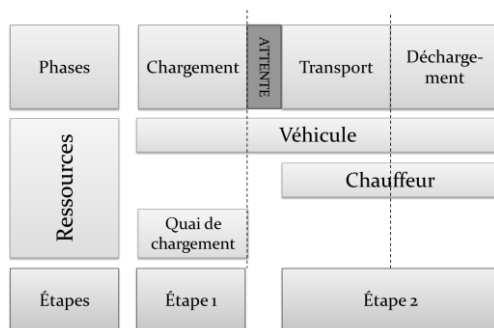 Phases
Chargement
ATTENTE
Transport
Décharge-
ment
Ressources
Véhicule
Chauffeur
Quai de
chargement
Étapes
Étape 1
Étape 2